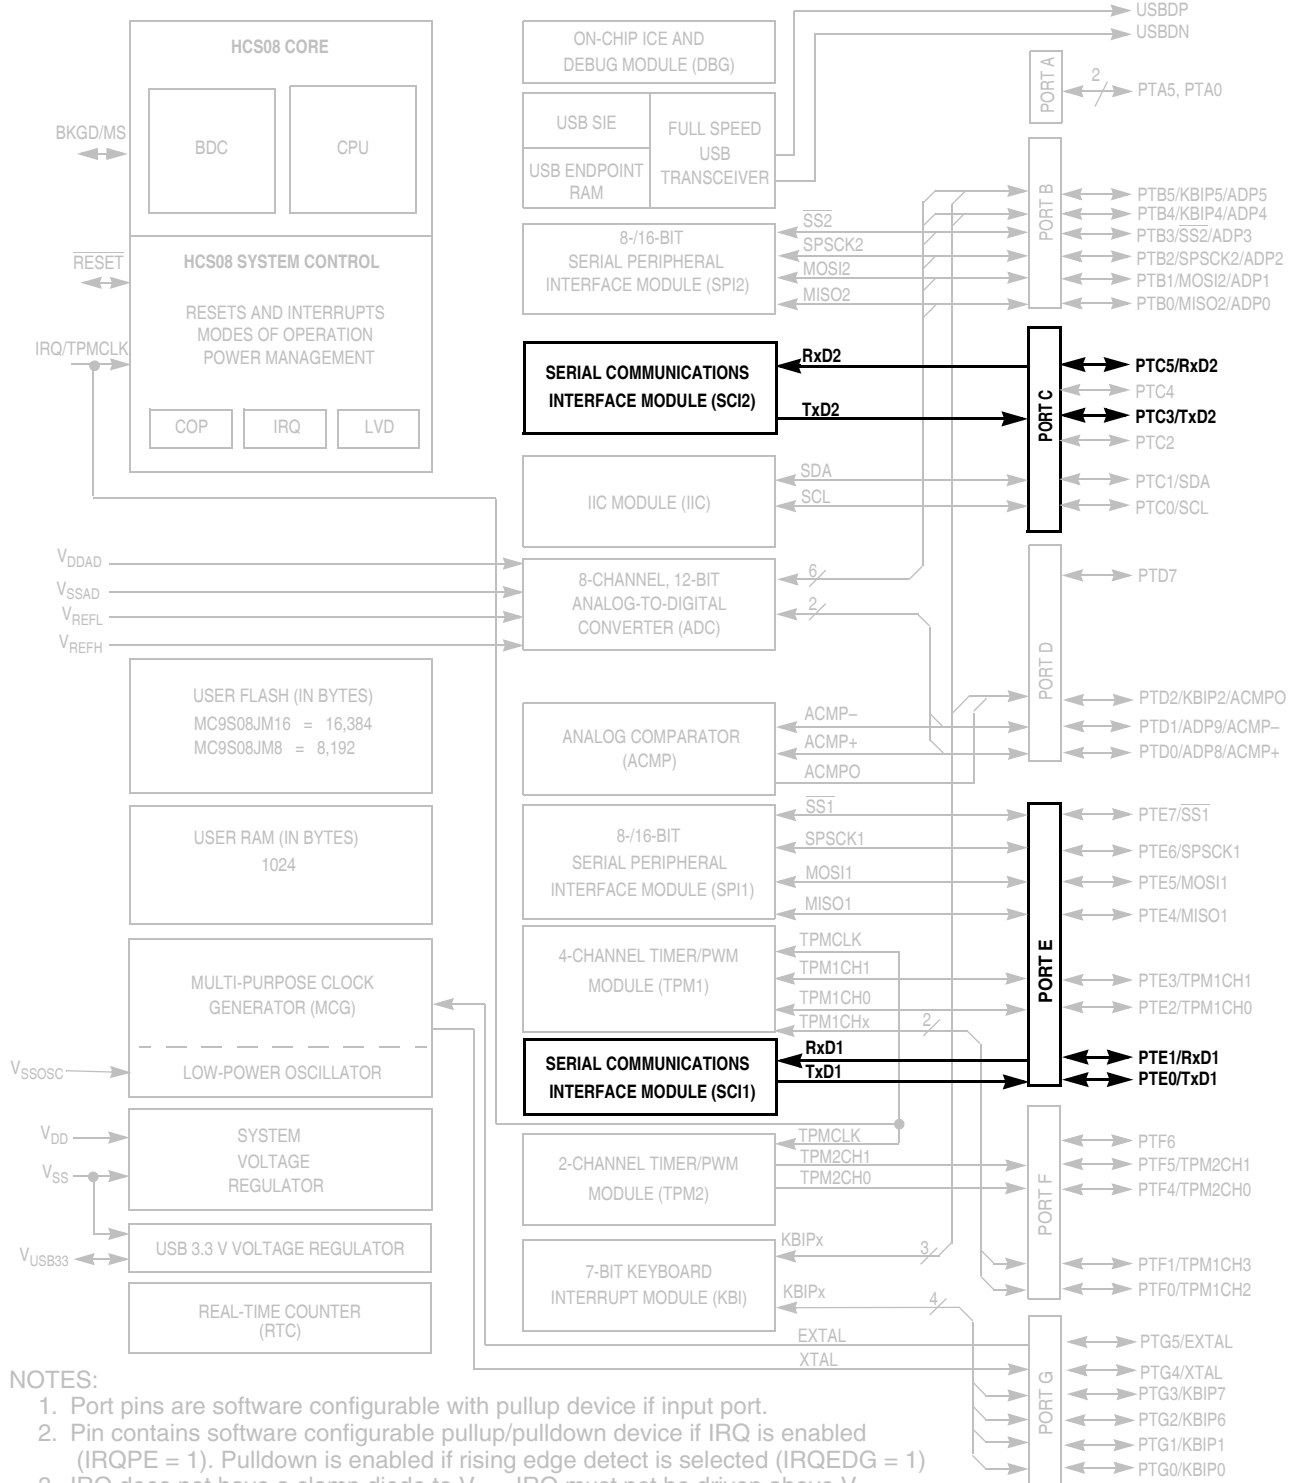 HCS08 CORE
BDC
CPU
BKGD/MS
RESET
HCS08 SYSTEM CONTROL
RESETS AND INTERRUPTS
MODES OF OPERATION
POWER MANAGEMENT
IRQ/TPMCLK
COP
IRQ
LVD
VDDAD
VSSAD
VREFL
VREFH
USER FLASH (IN BYTES)
MC9S08JM16 = 16,384
MC9S08JM8 = 8,192
USER RAM (IN BYTES)
1024
MULTI-PURPOSE CLOCK
GENERATOR (MCG)
LOW-POWER OSCILLATOR
VSSOSC
VDD
VSS
SYSTEM
VOLTAGE
REGULATOR
VUSB33
USB 3.3 V VOLTAGE REGULATOR
REAL-TIME COUNTER
(RTC)
ON-CHIP ICE AND
DEBUG MODULE (DBG)
USB SIE
USB ENDPOINT
RAM
FULL SPEED
USB
TRANSCEIVER
8-/16-BIT
SERIAL PERIPHERAL
INTERFACE MODULE (SPI2)
SS2
SPSCK2
MOSI2
MISO2
SERIAL COMMUNICATIONS
INTERFACE MODULE (SCI2)
RxD2
TxD2
IIC MODULE (IIC)
SDA
SCL
8-CHANNEL, 12-BIT
ANALOG-TO-DIGITAL
CONVERTER (ADC)
6
2
ANALOG COMPARATOR
(ACMP)
ACMP–
ACMP+
ACMPO
8-/16-BIT
SERIAL PERIPHERAL
INTERFACE MODULE (SPI1)
SS1
SPSCK1
MOSI1
MISO1
4-CHANNEL TIMER/PWM
MODULE (TPM1)
TPMCLK
TPM1CH1
TPM1CH0
TPM1CHx
2
SERIAL COMMUNICATIONS
INTERFACE MODULE (SCI1)
RxD1
TxD1
2-CHANNEL TIMER/PWM
MODULE (TPM2)
TPMCLK
TPM2CH1
TPM2CH0
7-BIT KEYBOARD
INTERRUPT MODULE (KBI)
KBIPx
3
KBIPx
4
EXTAL
XTAL
USBDP
USBDN
PORT A
2
PTA5, PTA0
PORT B
PTB5/KBIP5/ADP5
PTB4/KBIP4/ADP4
PTB3/SS2/ADP3
PTB2/SPSCK2/ADP2
PTB1/MOSI2/ADP1
PTB0/MISO2/ADP0
PORT C
PTC5/RxD2
PTC4
PTC3/TxD2
PTC2
PTC1/SDA
PTC0/SCL
PORT D
PTD7
PTD2/KBIP2/ACMPO
PTD1/ADP9/ACMP–
PTD0/ADP8/ACMP+
PORT E
PTE7/SS1
PTE6/SPSCK1
PTE5/MOSI1
PTE4/MISO1
PTE3/TPM1CH1
PTE2/TPM1CH0
PTE1/RxD1
PTE0/TxD1
PORT F
PTF6
PTF5/TPM2CH1
PTF4/TPM2CH0
PTF1/TPM1CH3
PTF0/TPM1CH2
PORT G
PTG5/EXTAL
PTG4/XTAL
PTG3/KBIP7
PTG2/KBIP6
PTG1/KBIP1
PTG0/KBIP0
NOTES:
1. Port pins are software configurable with pullup device if input port.
2. Pin contains software configurable pullup/pulldown device if IRQ is enabled
(IRQPE = 1). Pulldown is enabled if rising edge detect is selected (IRQEDG = 1)
3. IRQ does not have a clamp diode to V IRQ must not be driven above V